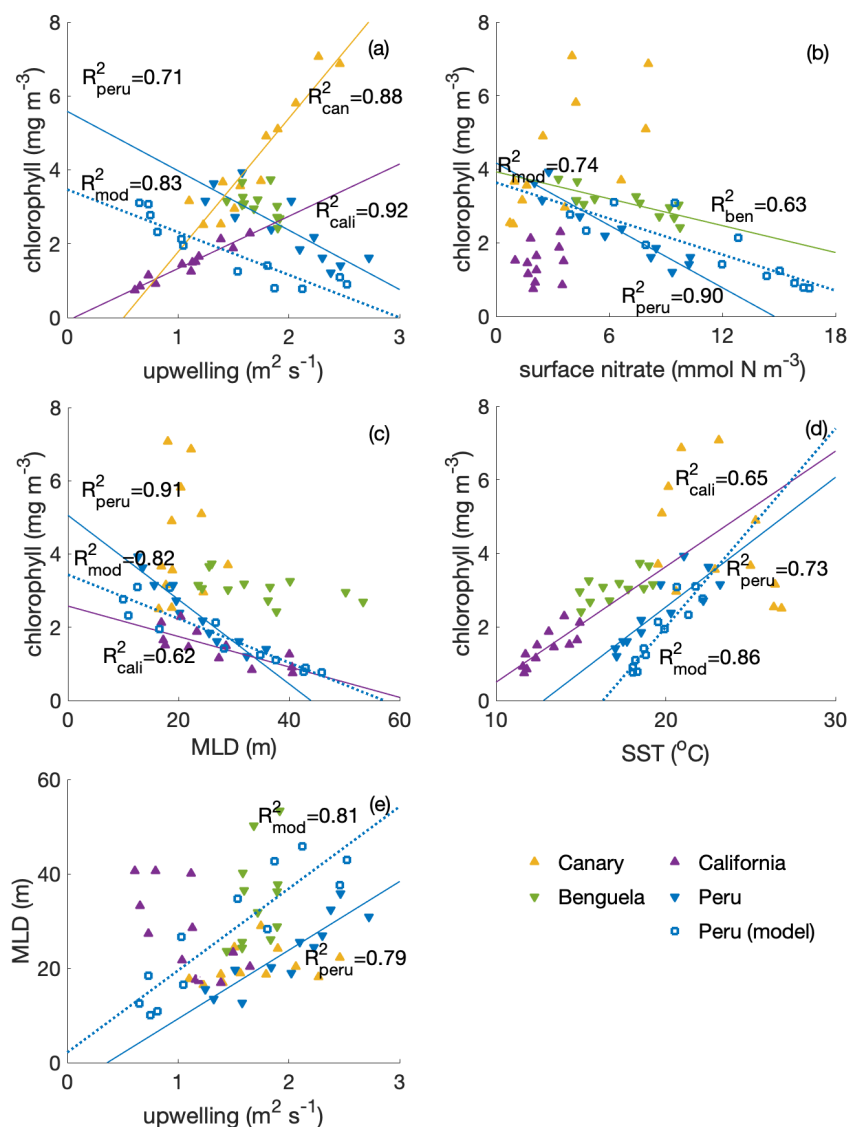 (a)
R²peru=0.71
R²can=0.88
R²mod=0.83
R²cali=0.92
chlorophyll (mg m⁻³)
0 2 4 6 8
0 1 2 3
upwelling (m² s⁻¹)
(b)
R²mod=0.74
R²ben=0.63
R²peru=0.90
chlorophyll (mg m⁻³)
0 2 4 6 8
0 6 12 18
surface nitrate (mmol N m⁻³)
(c)
R²peru=0.91
R²mod=0.82
R²cali=0.62
chlorophyll (mg m⁻³)
0 2 4 6 8
0 20 40 60
MLD (m)
(d)
R²cali=0.65
R²peru=0.73
R²mod=0.86
chlorophyll (mg m⁻³)
0 2 4 6 8
10 20 30
SST (°C)
(e)
R²mod=0.81
R²peru=0.79
MLD (m)
0 20 40 60
0 1 2 3
upwelling (m² s⁻¹)
Canary
Benguela
California
Peru
Peru (model)